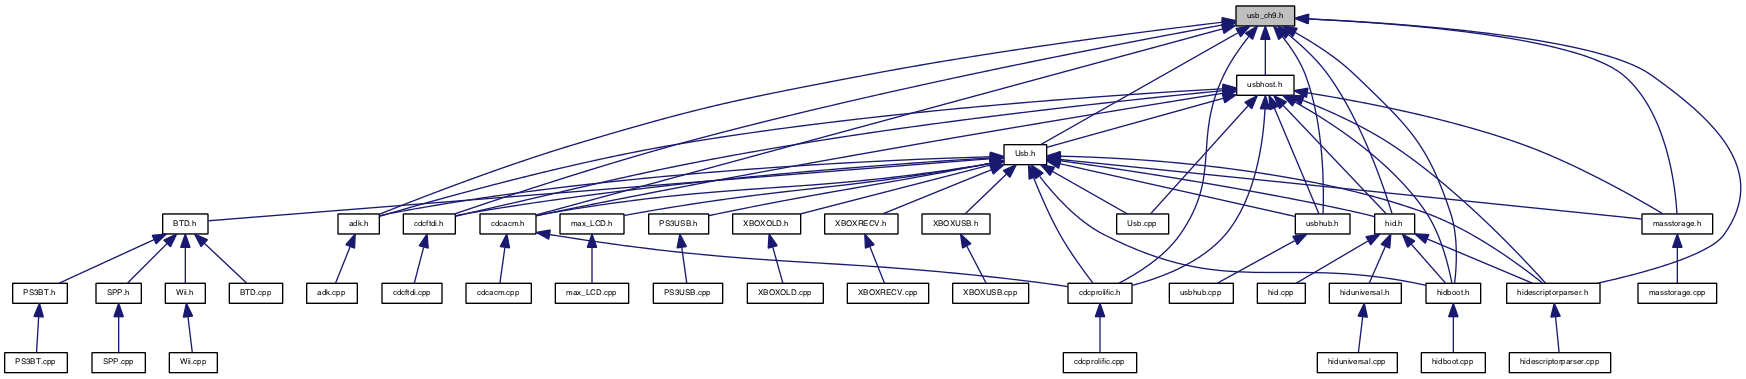 usb_ch9.h
usbhost.h
Usb.h
BTD.h
adk.h
cdcftdi.h
cdcacm.h
max_LCD.h
PS3USB.h
XBOXOLD.h
XBOXRECV.h
XBOXUSB.h
Usb.cpp
usbhub.h
hid.h
masstorage.h
PS3BT.h
SPP.h
Wii.h
BTD.cpp
adk.cpp
cdcftdi.cpp
cdcacm.cpp
max_LCD.cpp
PS3USB.cpp
XBOXOLD.cpp
XBOXRECV.cpp
XBOXUSB.cpp
cdcprolific.h
usbhub.cpp
hid.cpp
hiduniversal.h
hidboot.h
hidescriptorparser.h
masstorage.cpp
PS3BT.cpp
SPP.cpp
Wii.cpp
cdcprolific.cpp
hiduniversal.cpp
hidboot.cpp
hidescriptorparser.cpp